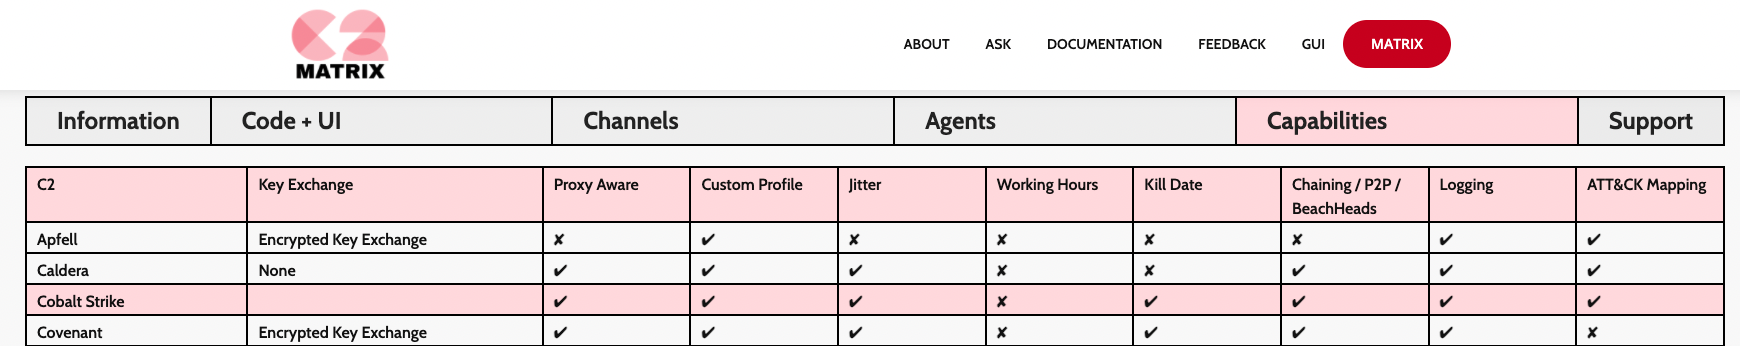 C2
MATRIX
ABOUT ASK DOCUMENTATION FEEDBACK GUI MATRIX
Information Code + UI Channels Agents Capabilities Support
C2 Key Exchange Proxy Aware Custom Profile Jitter Working Hours Kill Date Chaining / P2P / BeachHeads Logging ATT&CK Mapping
Apfell Encrypted Key Exchange ✘ ✔ ✘ ✘ ✘ ✘ ✔ ✔
Caldera None ✔ ✔ ✔ ✘ ✘ ✔ ✔ ✔
Cobalt Strike ✔ ✔ ✔ ✘ ✔ ✔ ✔ ✔
Covenant Encrypted Key Exchange ✔ ✔ ✔ ✘ ✔ ✔ ✔ ✘